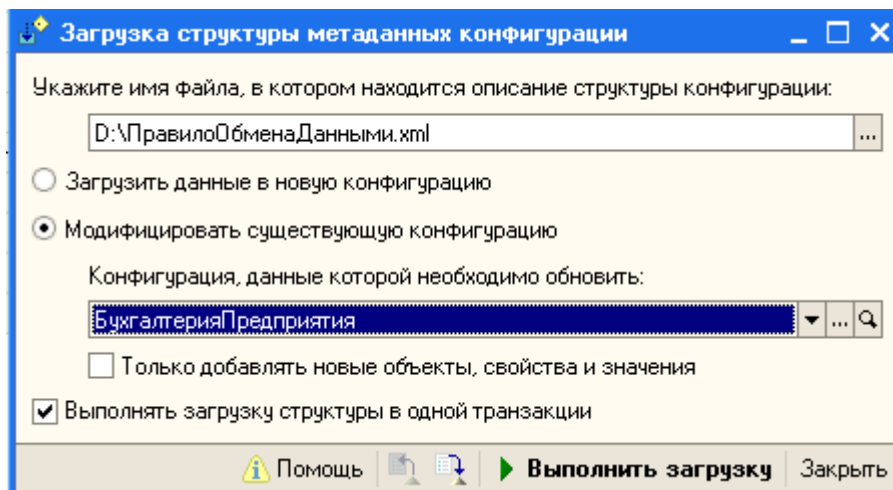 Загрузка структуры метаданных конфигурации
Укажите имя файла, в котором находится описание структуры конфигурации:
D:\ПравилоОбменаДанными.xml
...
Загрузить данные в новую конфигурацию
Модифицировать существующую конфигурацию
Конфигурация, данные которой необходимо обновить:
БухгалтерияПредприятия
...
Только добавлять новые объекты, свойства и значения
Выполнять загрузку структуры в одной транзакции
Помощь Выполнить загрузку Закрыть